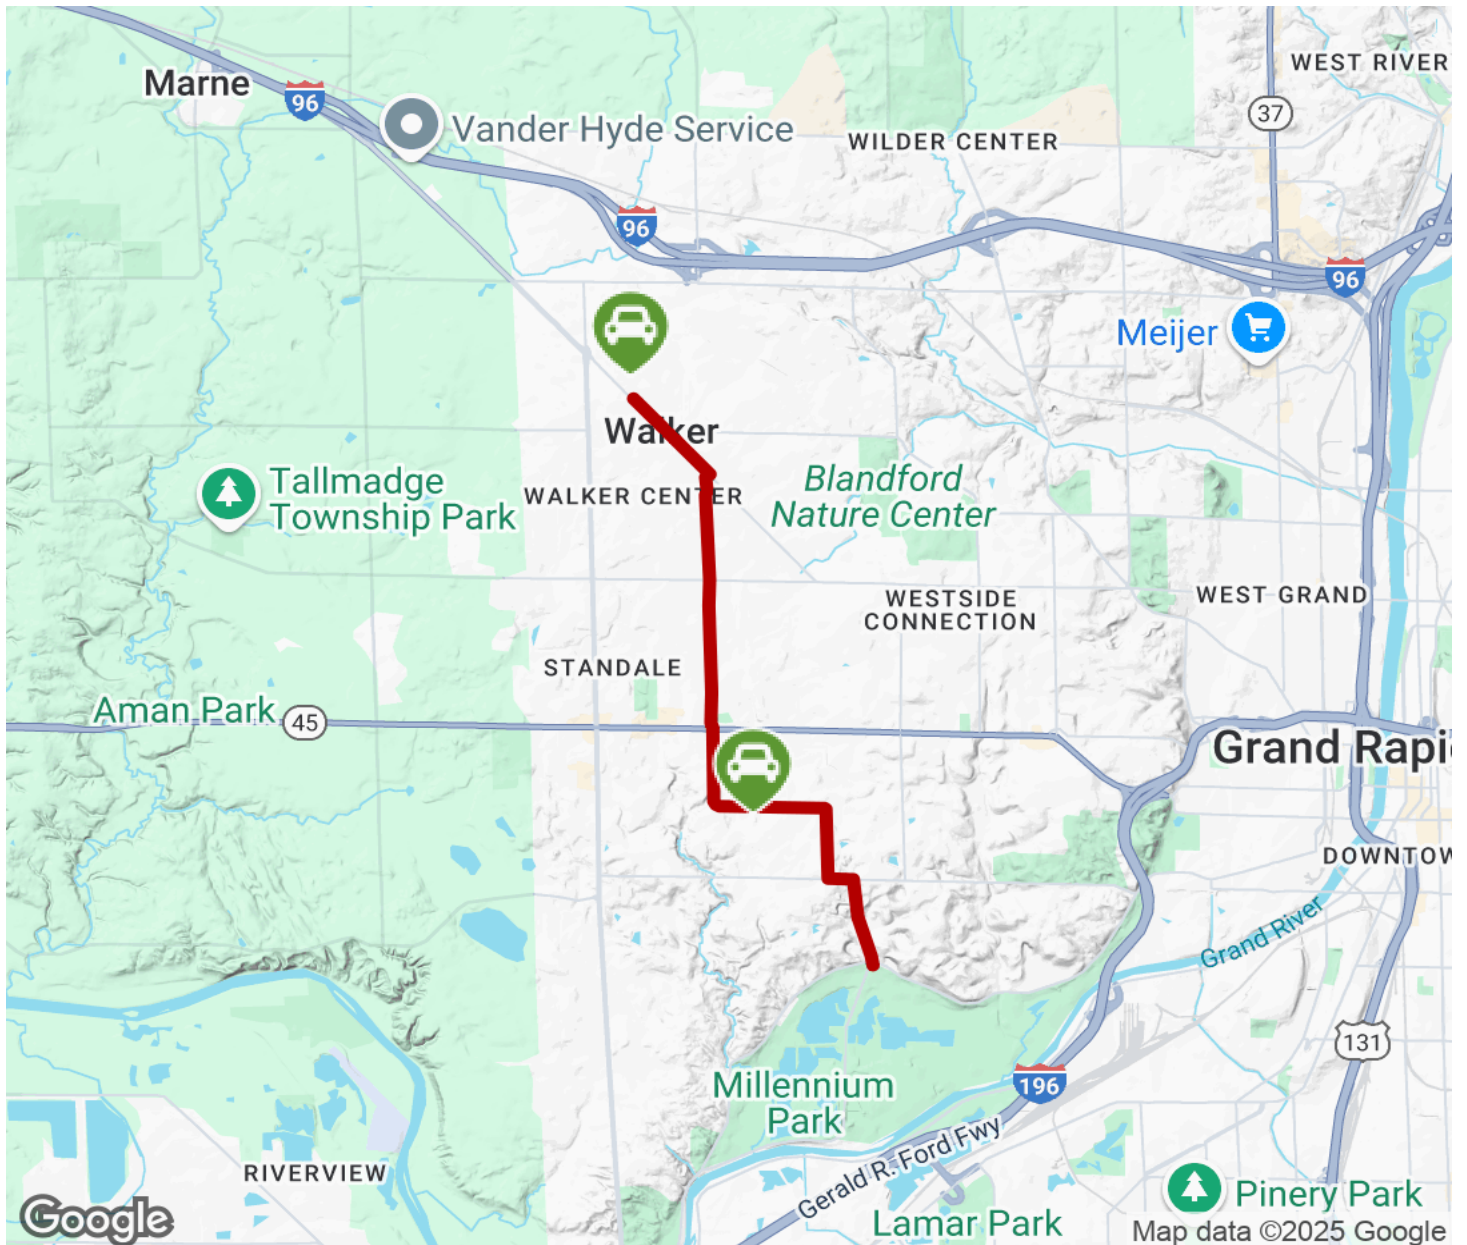 WEST RIVER
Marne
96
37
Vander Hyde Service
WILDER CENTER
96
96
Meijer
Walker
Tallmadge
Township Park
WALKER CENTER
Blandford
Nature Center
WESTSIDE
CONNECTION
WEST GRAND
STANDALE
Aman Park
45
Grand Rapi
DOWNTOW
Grand River
131
Millennium
Park
196
Gerald R. Ford Fwy
RIVERVIEW
Pinery Park
Lamar Park
Google
Map data ©2025 Google